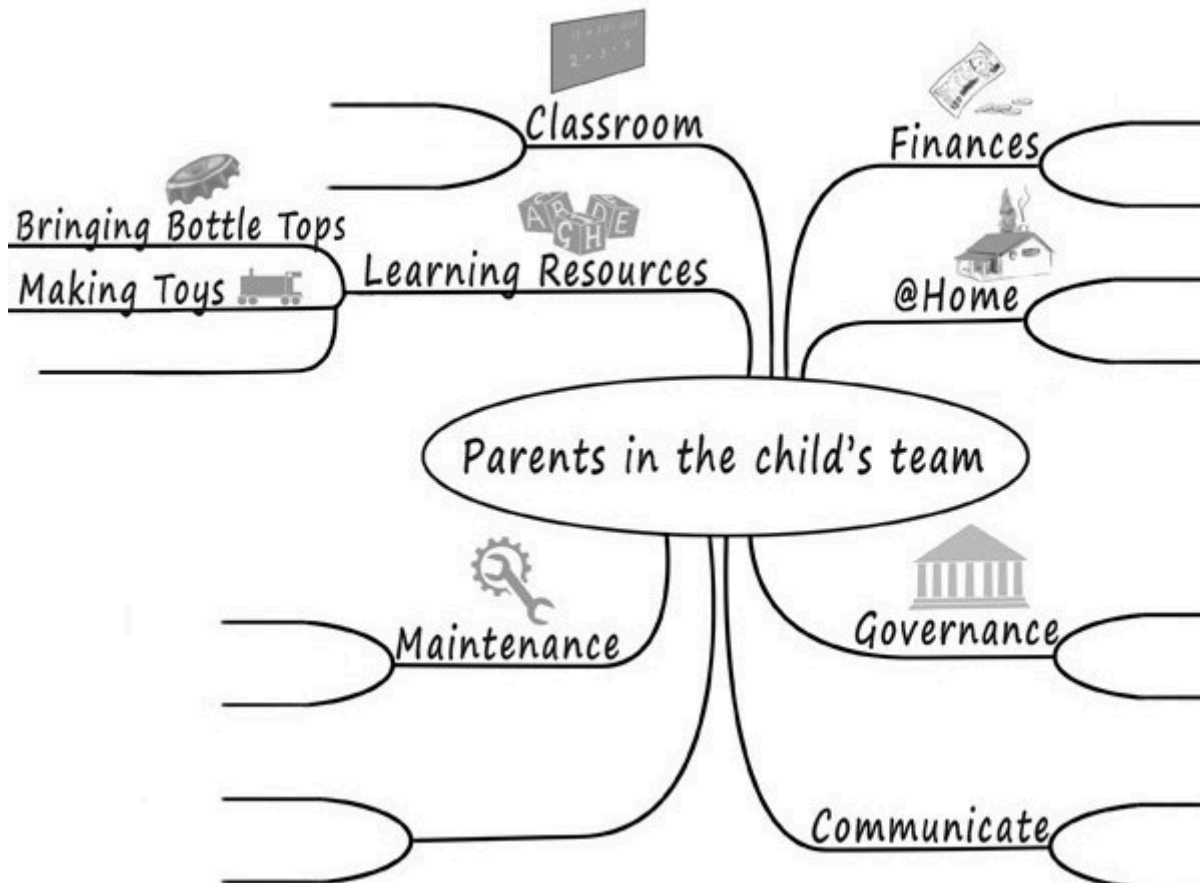 Classroom
Finances
Bringing Bottle Tops
Learning Resources
Making Toys
@Home
A B D E
G H
Parents in the child's team
Maintenance
Governance
Communicate